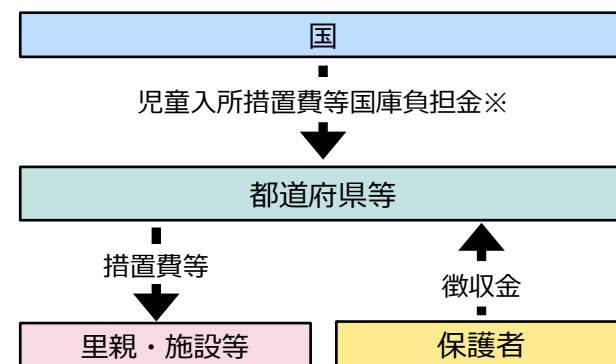 国
児童入所措置費等国庫負担金※
都道府県等
措置費等
徴収金
里親・施設等
保護者